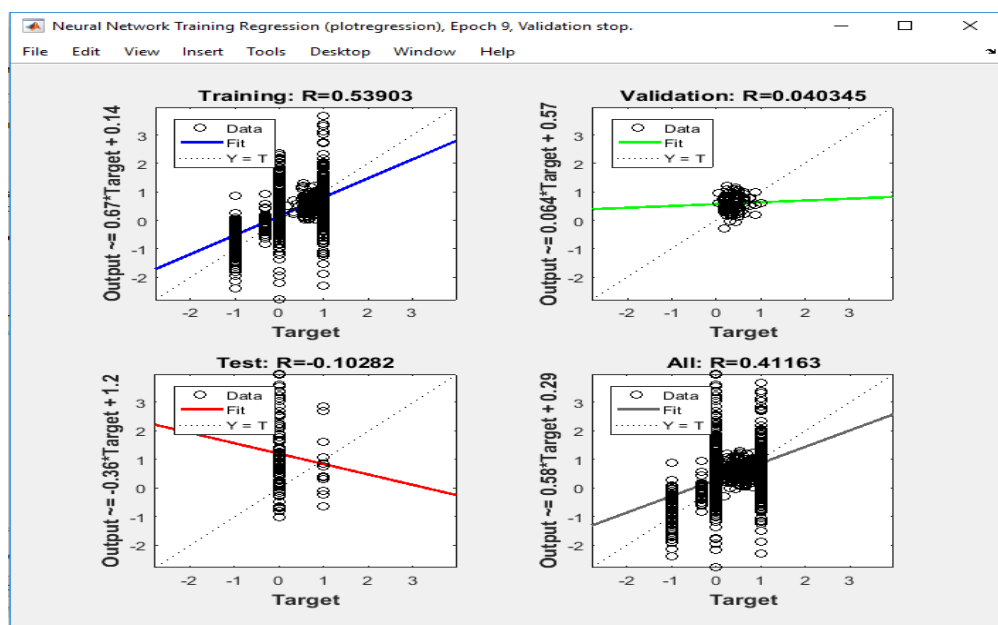 Neural Network Training Regression (plotregression), Epoch 9, Validation stop.
File Edit View Insert Tools Desktop Window Help
Training: R=0.53903
Output ~= 0.67*Target + 0.14
Data
Fit
Y = T
3
2
1
0
-1
-2
-2 -1 0 1 2 3
Target
Validation: R=0.040345
Output ~= 0.064*Target + 0.57
Data
Fit
Y = T
3
2
1
0
-1
-2
-2 -1 0 1 2 3
Target
Test: R=-0.10282
Output ~= -0.36*Target + 1.2
Data
Fit
Y = T
3
2
1
0
-1
-2
-2 -1 0 1 2 3
Target
All: R=0.41163
Output ~= 0.58*Target + 0.29
Data
Fit
Y = T
3
2
1
0
-1
-2
-2 -1 0 1 2 3
Target